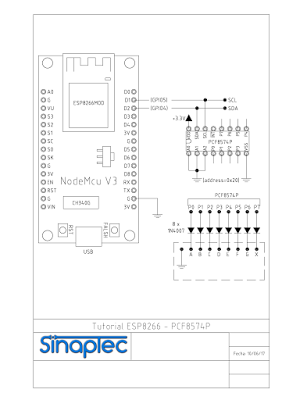 ESP8266MOD
A0
G
VU
S3
S2
S1
SC
S0
SK
G
3V
EN
RST
G
VIN
D0
D1
D2
D3
D4
3V
G
D5
D6
D7
D8
RX
TX
G
3V
NodeMcu V3
CH340G
RST
FLASH
USB
(GPIO5)
(GPIO4)
SCL
SDA
+3.3V
PCF8574P
(address=0x20)
PCF8574P
P0 P1 P2 P3 P4 P5 P6 P7
8 x
1N4007
A B C D E F G
Tutorial ESP8266 - PCF8574P
Sinaptec
Fecha: 10/06/17